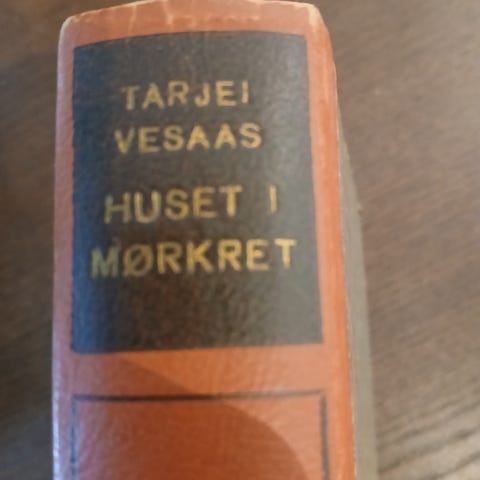 TARJEI
VESAAS
HUSET I
MØRKRET